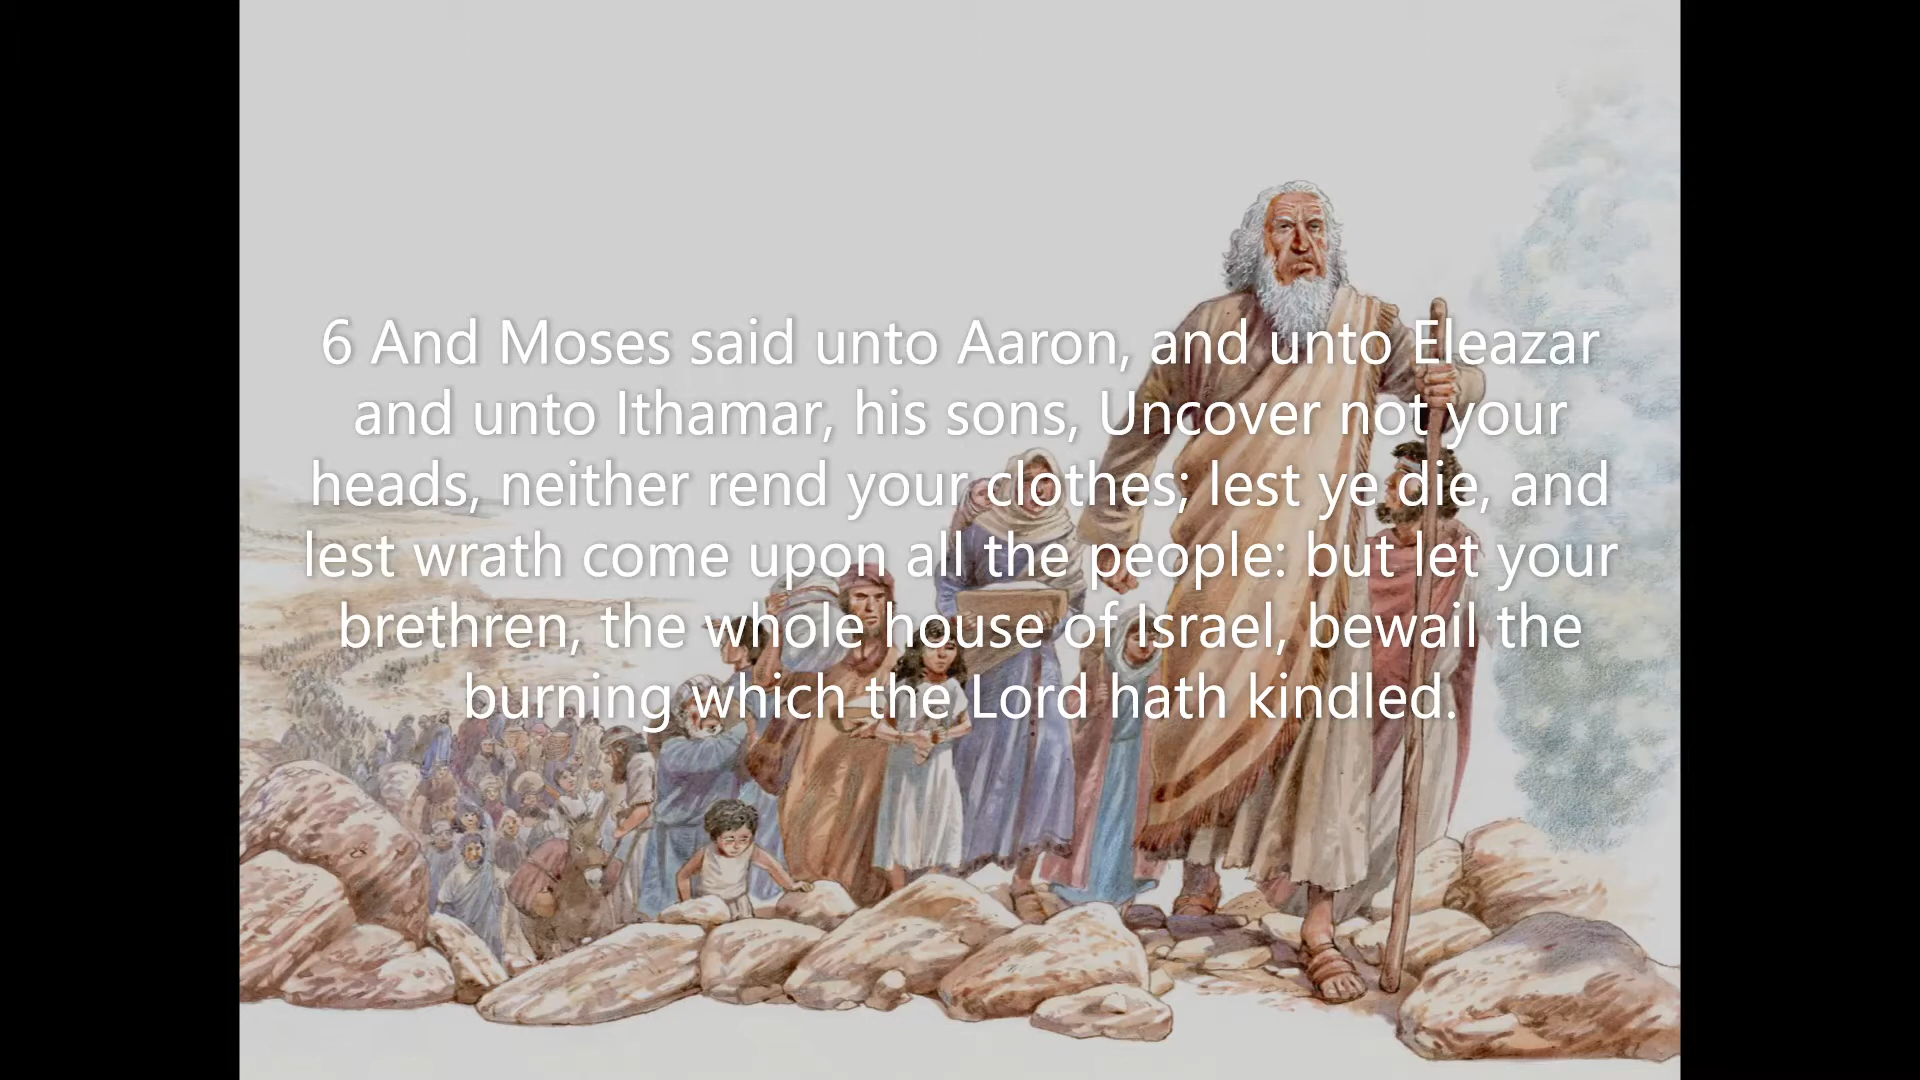 6 And Moses said unto Aaron, and unto Eleazar
and unto Ithamar, his sons, Uncover not your
heads, neither rend your clothes; lest ye die, and
lest wrath come upon all the people: but let your
brethren, the whole house of Israel, bewail the
burning which the Lord hath kindled.